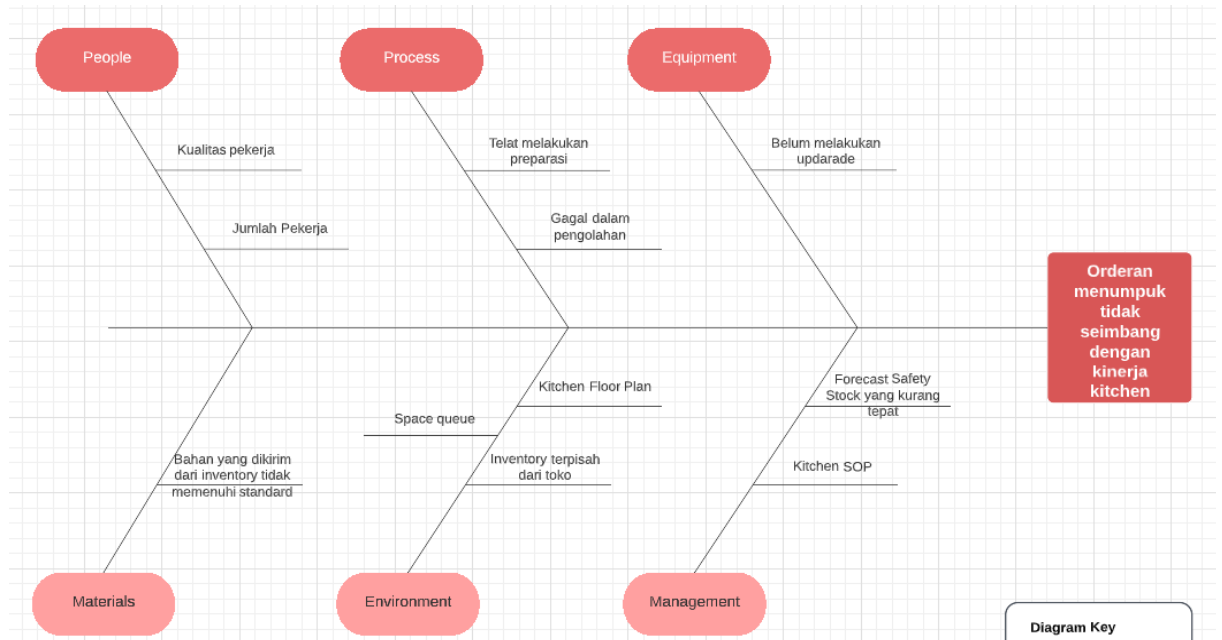 People
Process
Equipment
Kualitas pekerja
Telat melakukan
preparasi
Belum melakukan
updarade
Jumlah Pekerja
Gagal dalam
pengolahan
Orderan
menumpuk
tidak
seimbang
dengan
kinerja
kitchen
Kitchen Floor Plan
Forecast Safety
Stock yang kurang
tepat
Space queue
Bahan yang dikirim
dari inventory tidak
memenuhi standard
Inventory terpisah
dari toko
Kitchen SOP
Materials
Environment
Management
Diagram Key